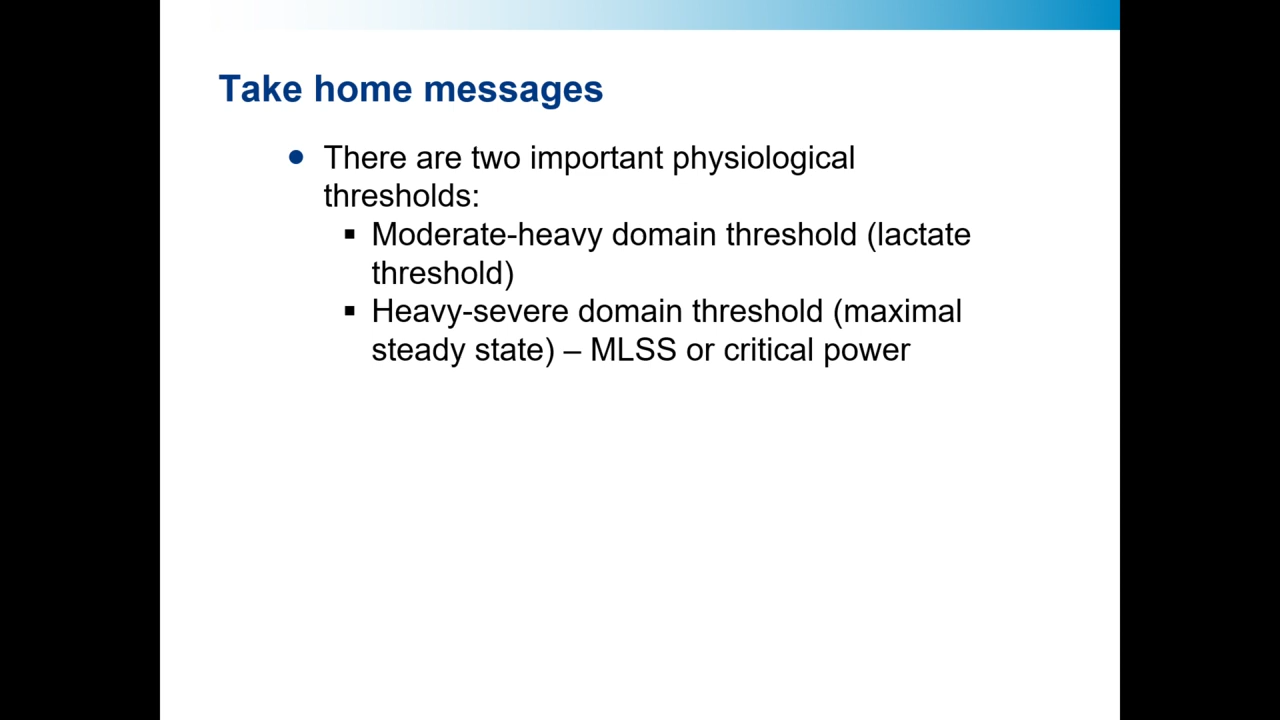 Take home messages
● There are two important physiological
thresholds:
▪ Moderate-heavy domain threshold (lactate
threshold)
▪ Heavy-severe domain threshold (maximal
steady state) – MLSS or critical power